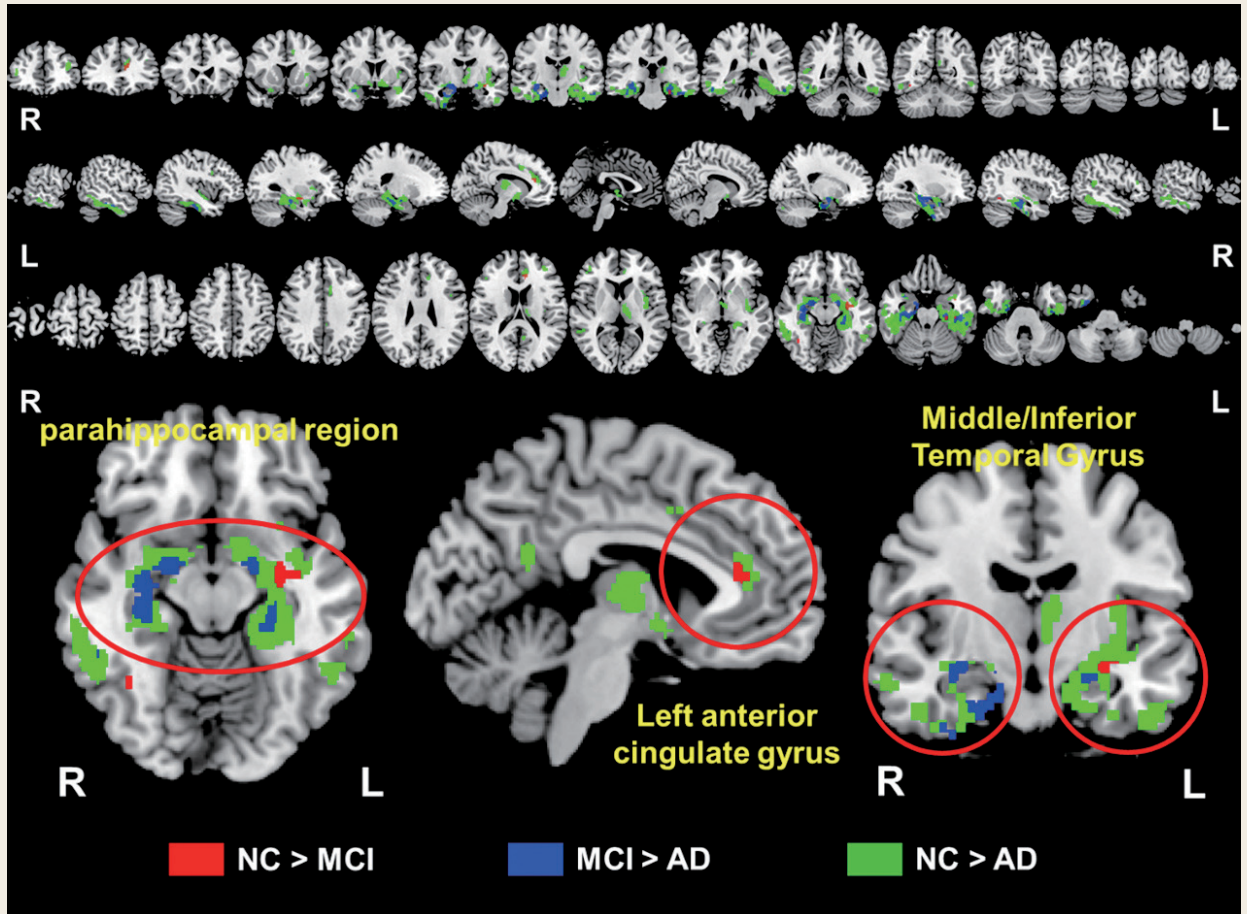 R
L
L
R
R
L
parahippocampal region
Middle/Inferior
Temporal Gyrus
Left anterior
cingulate gyrus
R
L
R
L
NC > MCI
MCI > AD
NC > AD